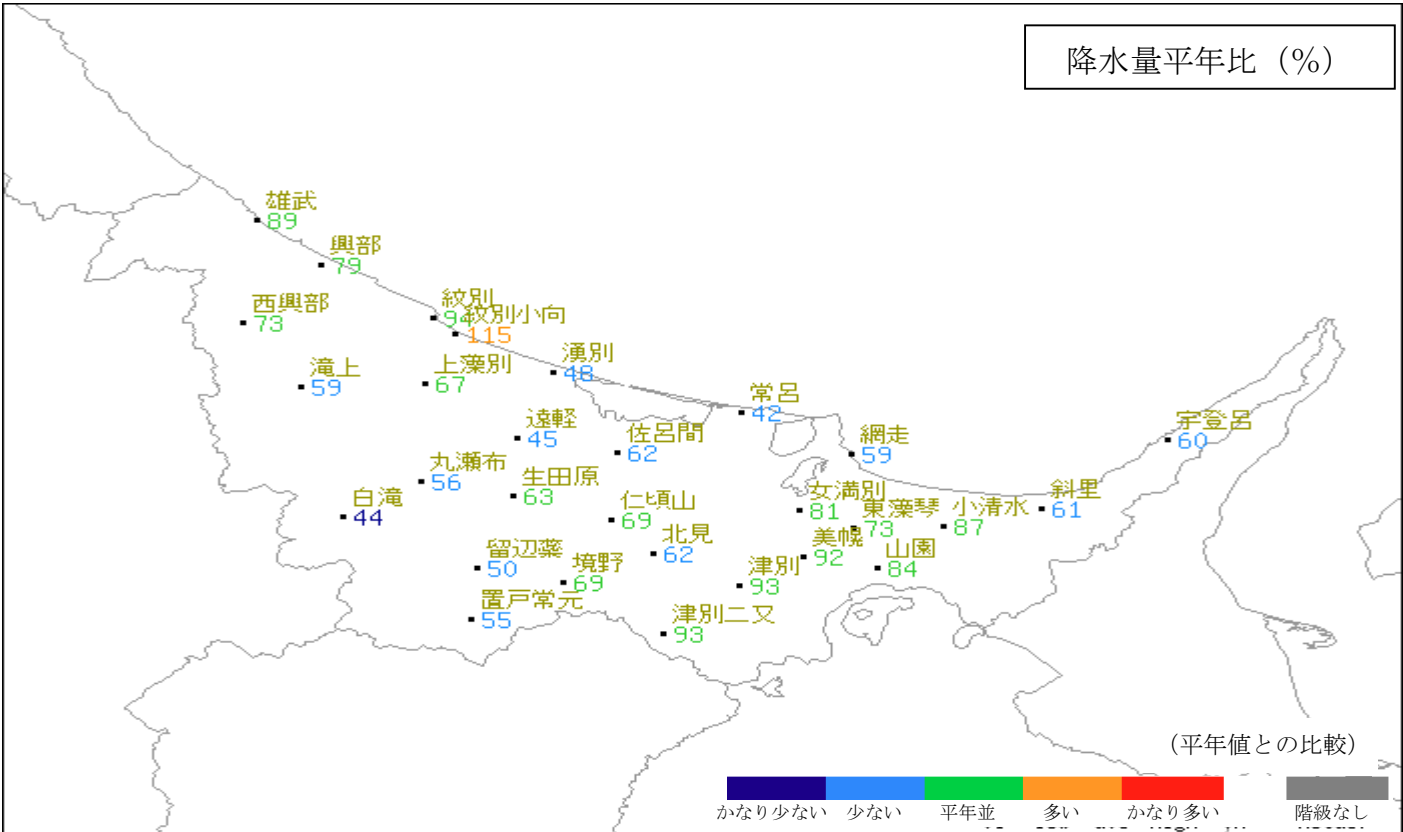 降水量平年比（％）
雄武
89
興部
79
西興部
73
紋別
94
紋別小向
115
滝上
59
上藻別
67
湧別
48
常呂
42
遠軽
45
佐呂間
62
網走
59
宇登呂
60
丸瀬布
56
生田原
63
白滝
44
仁頃山
69
女満別
81
東藻琴
73
小清水
87
斜里
61
北見
62
美幌
92
山園
84
留辺蘂
50
境野
69
津別
93
置戸常元
55
津別二又
93
（平年値との比較）
かなり少ない 少ない 平年並 多い かなり多い 階級なし